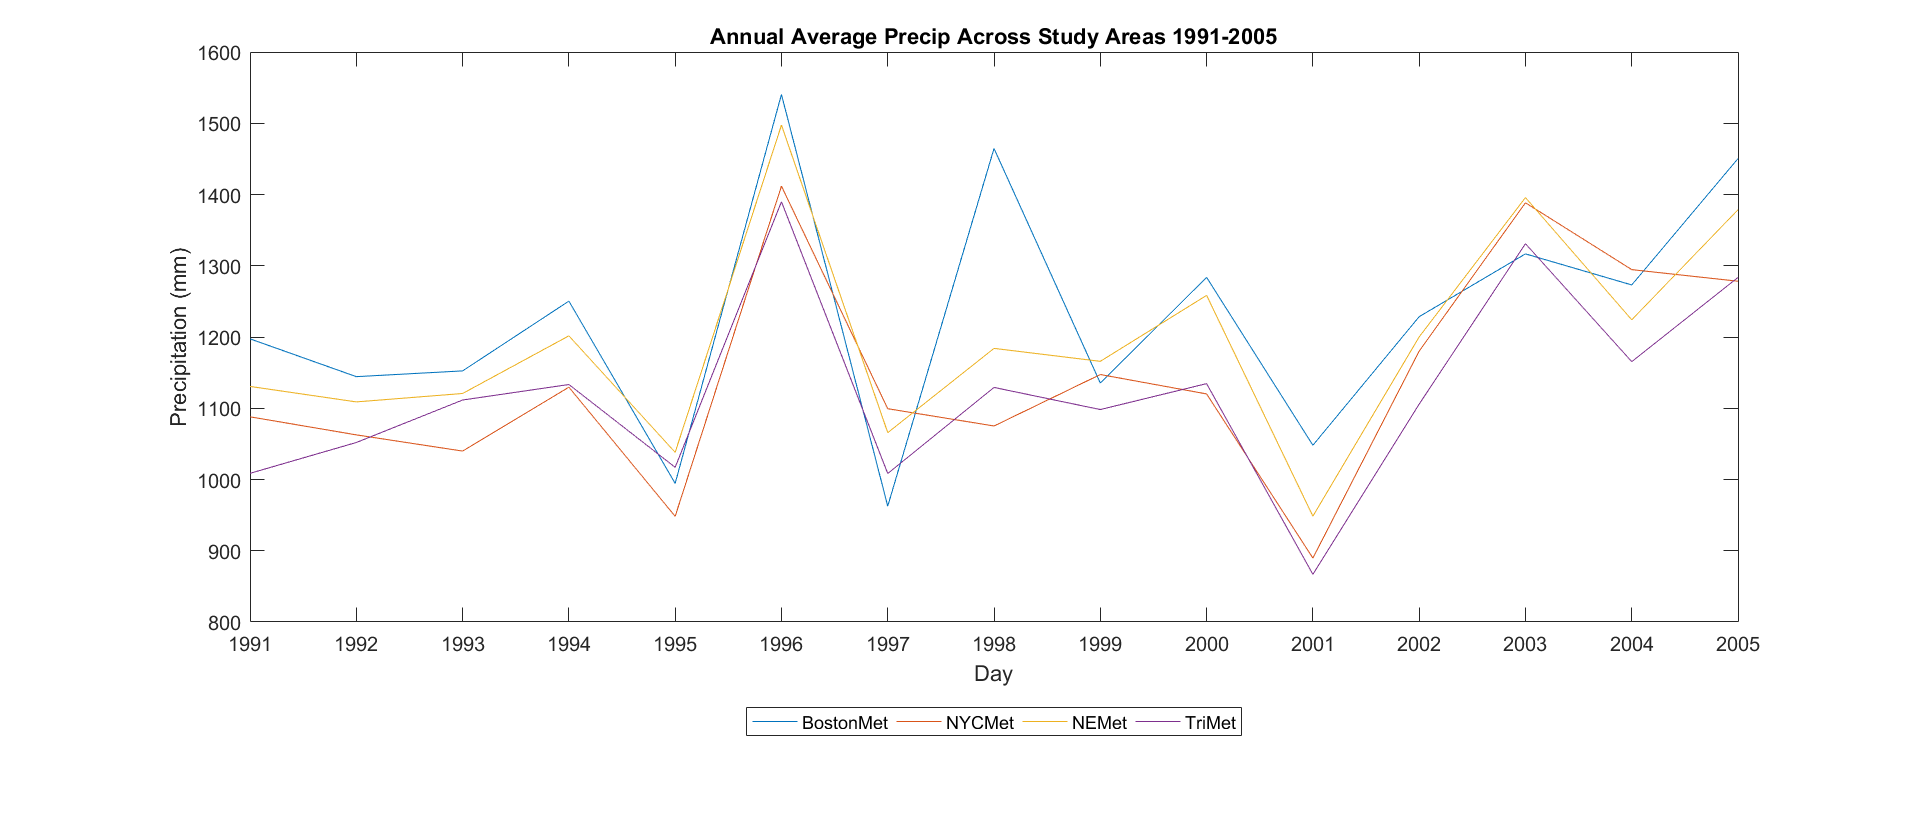 Annual Average Precip Across Study Areas 1991-2005
1600
1500
1400
1300
1200
1100
1000
900
800
Precipitation (mm)
1991 1992 1993 1994 1995 1996 1997 1998 1999 2000 2001 2002 2003 2004 2005
Day
BostonMet NYCMet NEMet TriMet